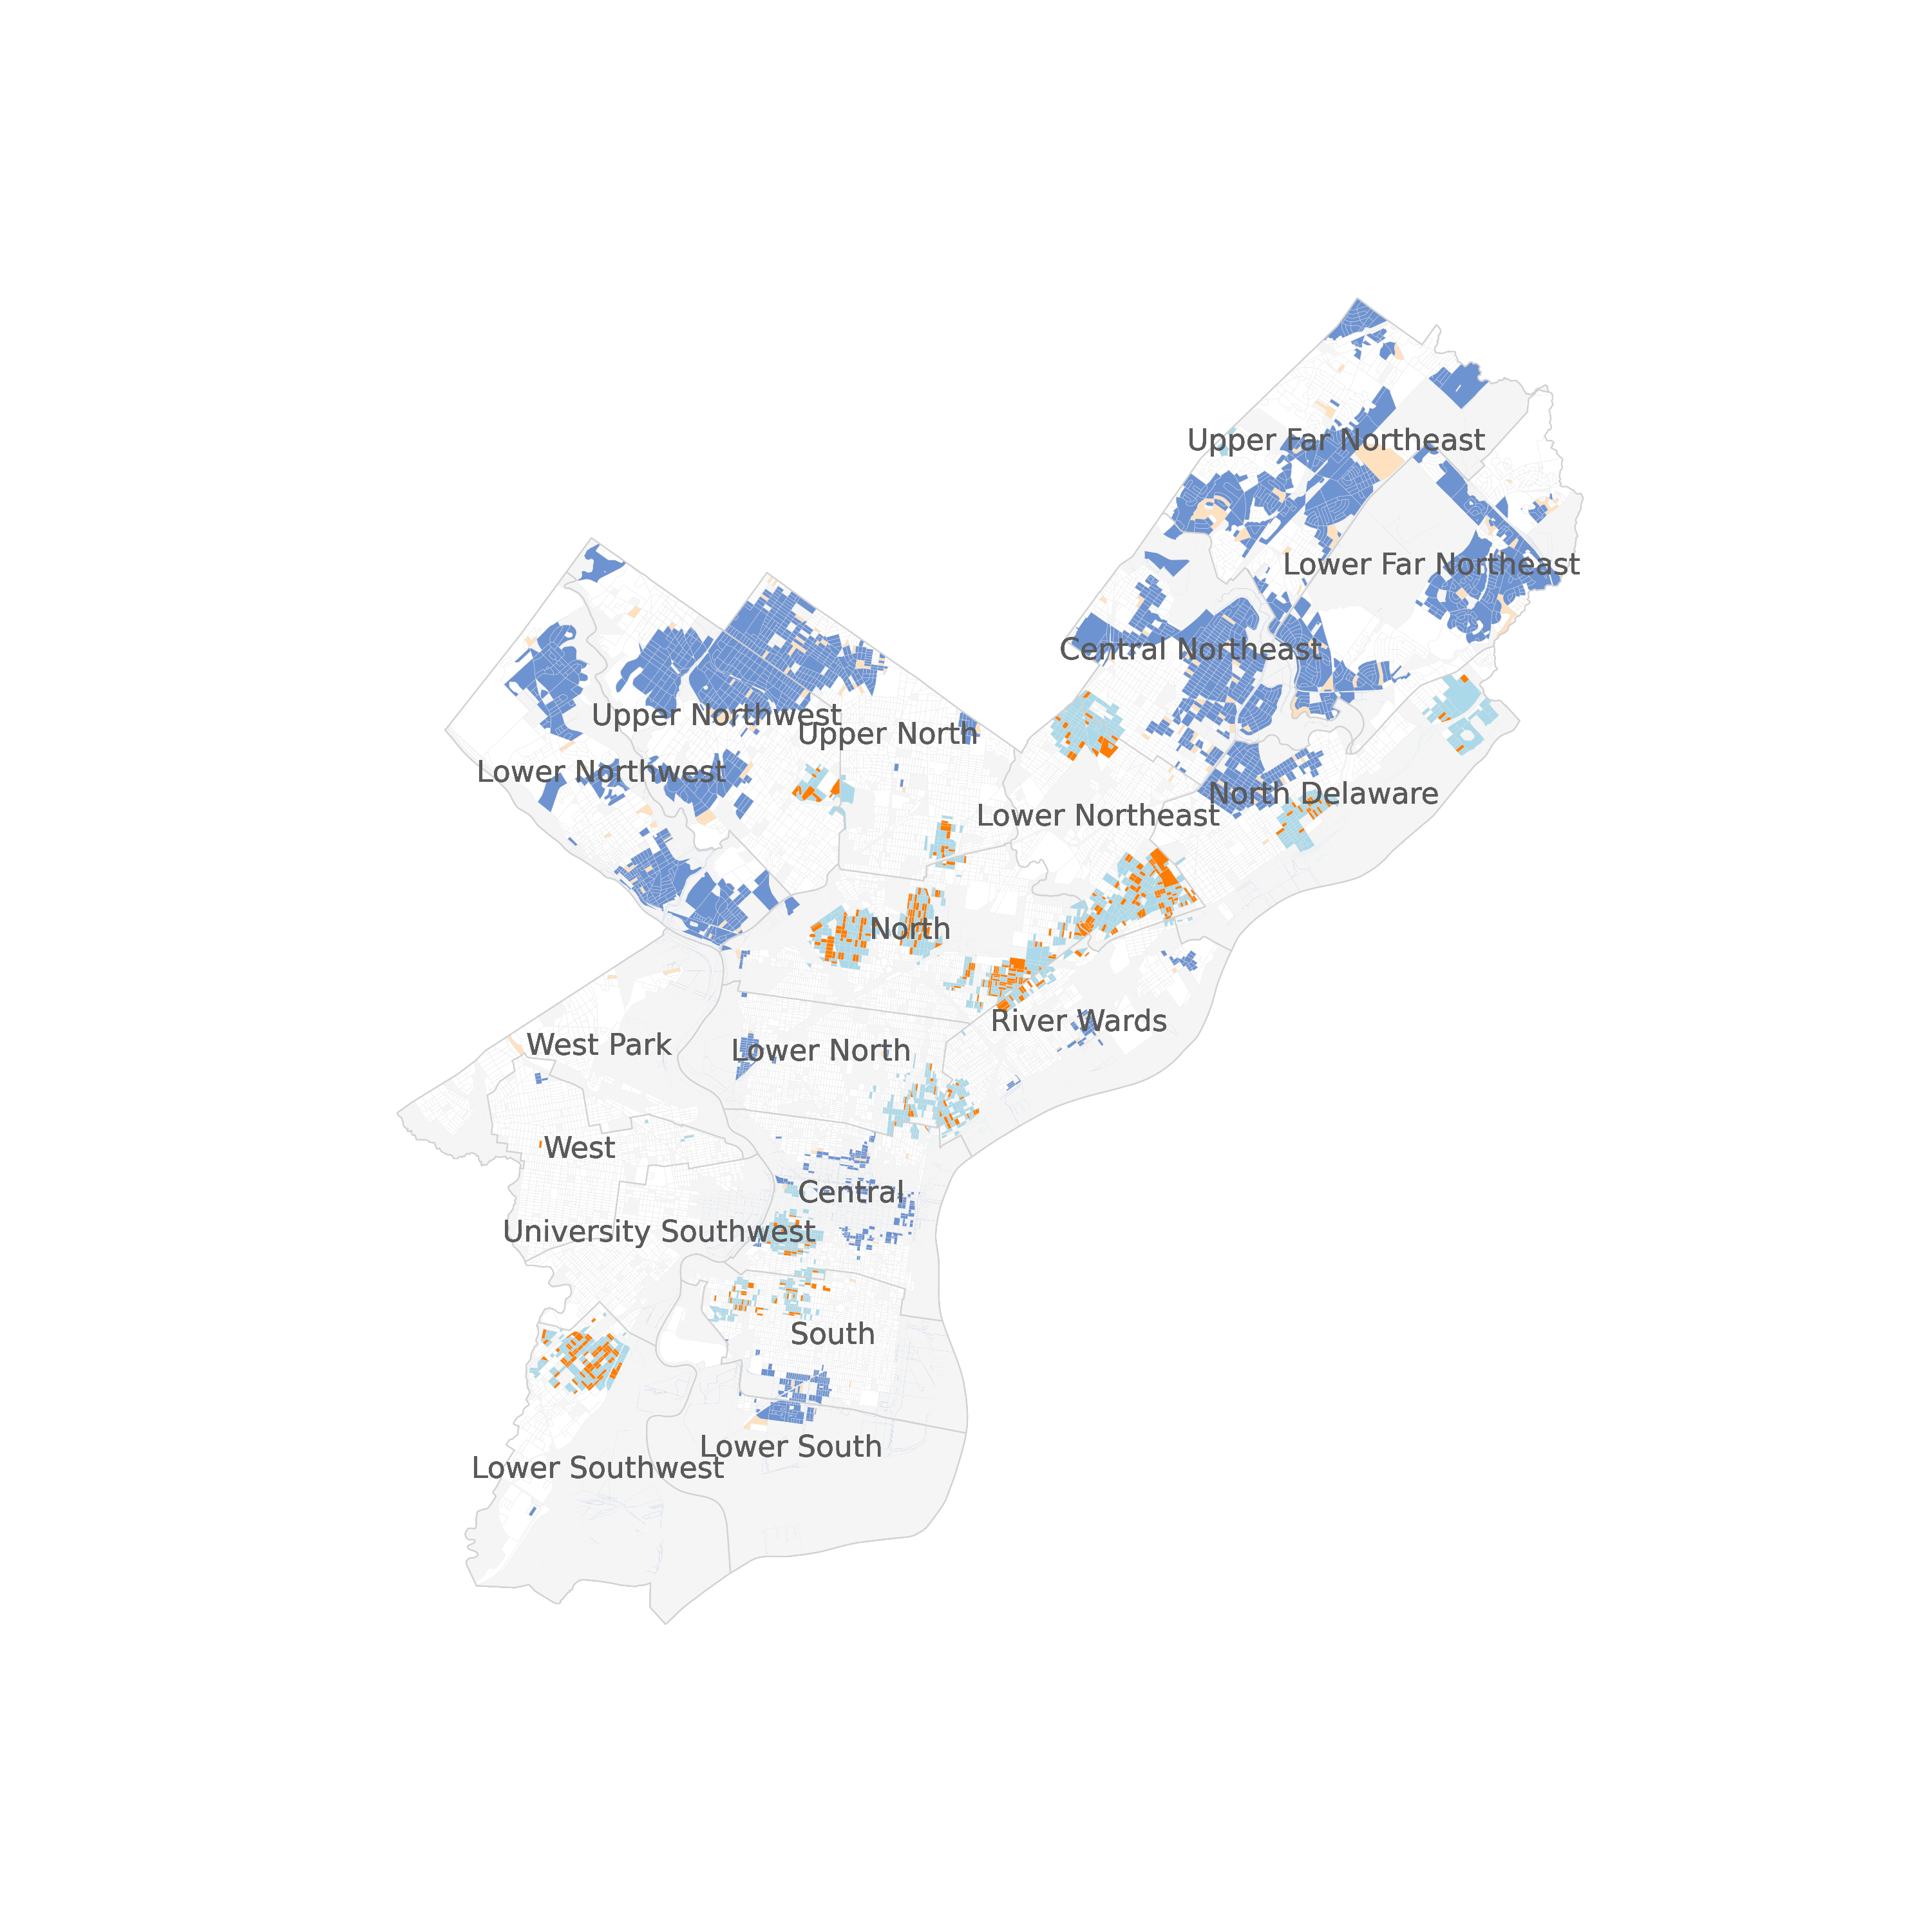 Upper Far Northeast
Lower Far Northeast
Central Northeast
Upper Northwest
Upper North
Lower Northwest
North Delaware
Lower Northeast
North
River Wards
West Park
Lower North
West
Central
University Southwest
South
Lower South
Lower Southwest